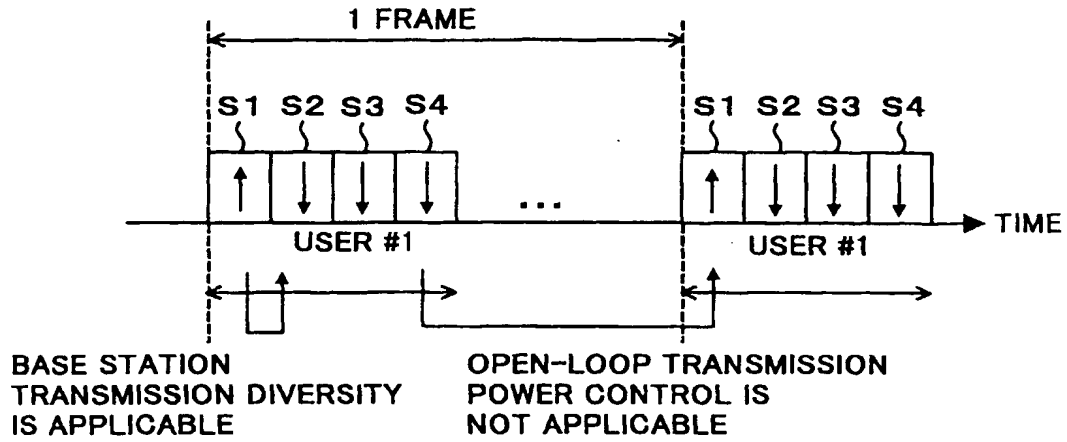 1 FRAME
S1 S2 S3 S4 S1 S2 S3 S4
...
TIME
USER #1 USER #1
BASE STATION
TRANSMISSION DIVERSITY
IS APPLICABLE
OPEN-LOOP TRANSMISSION
POWER CONTROL IS
NOT APPLICABLE